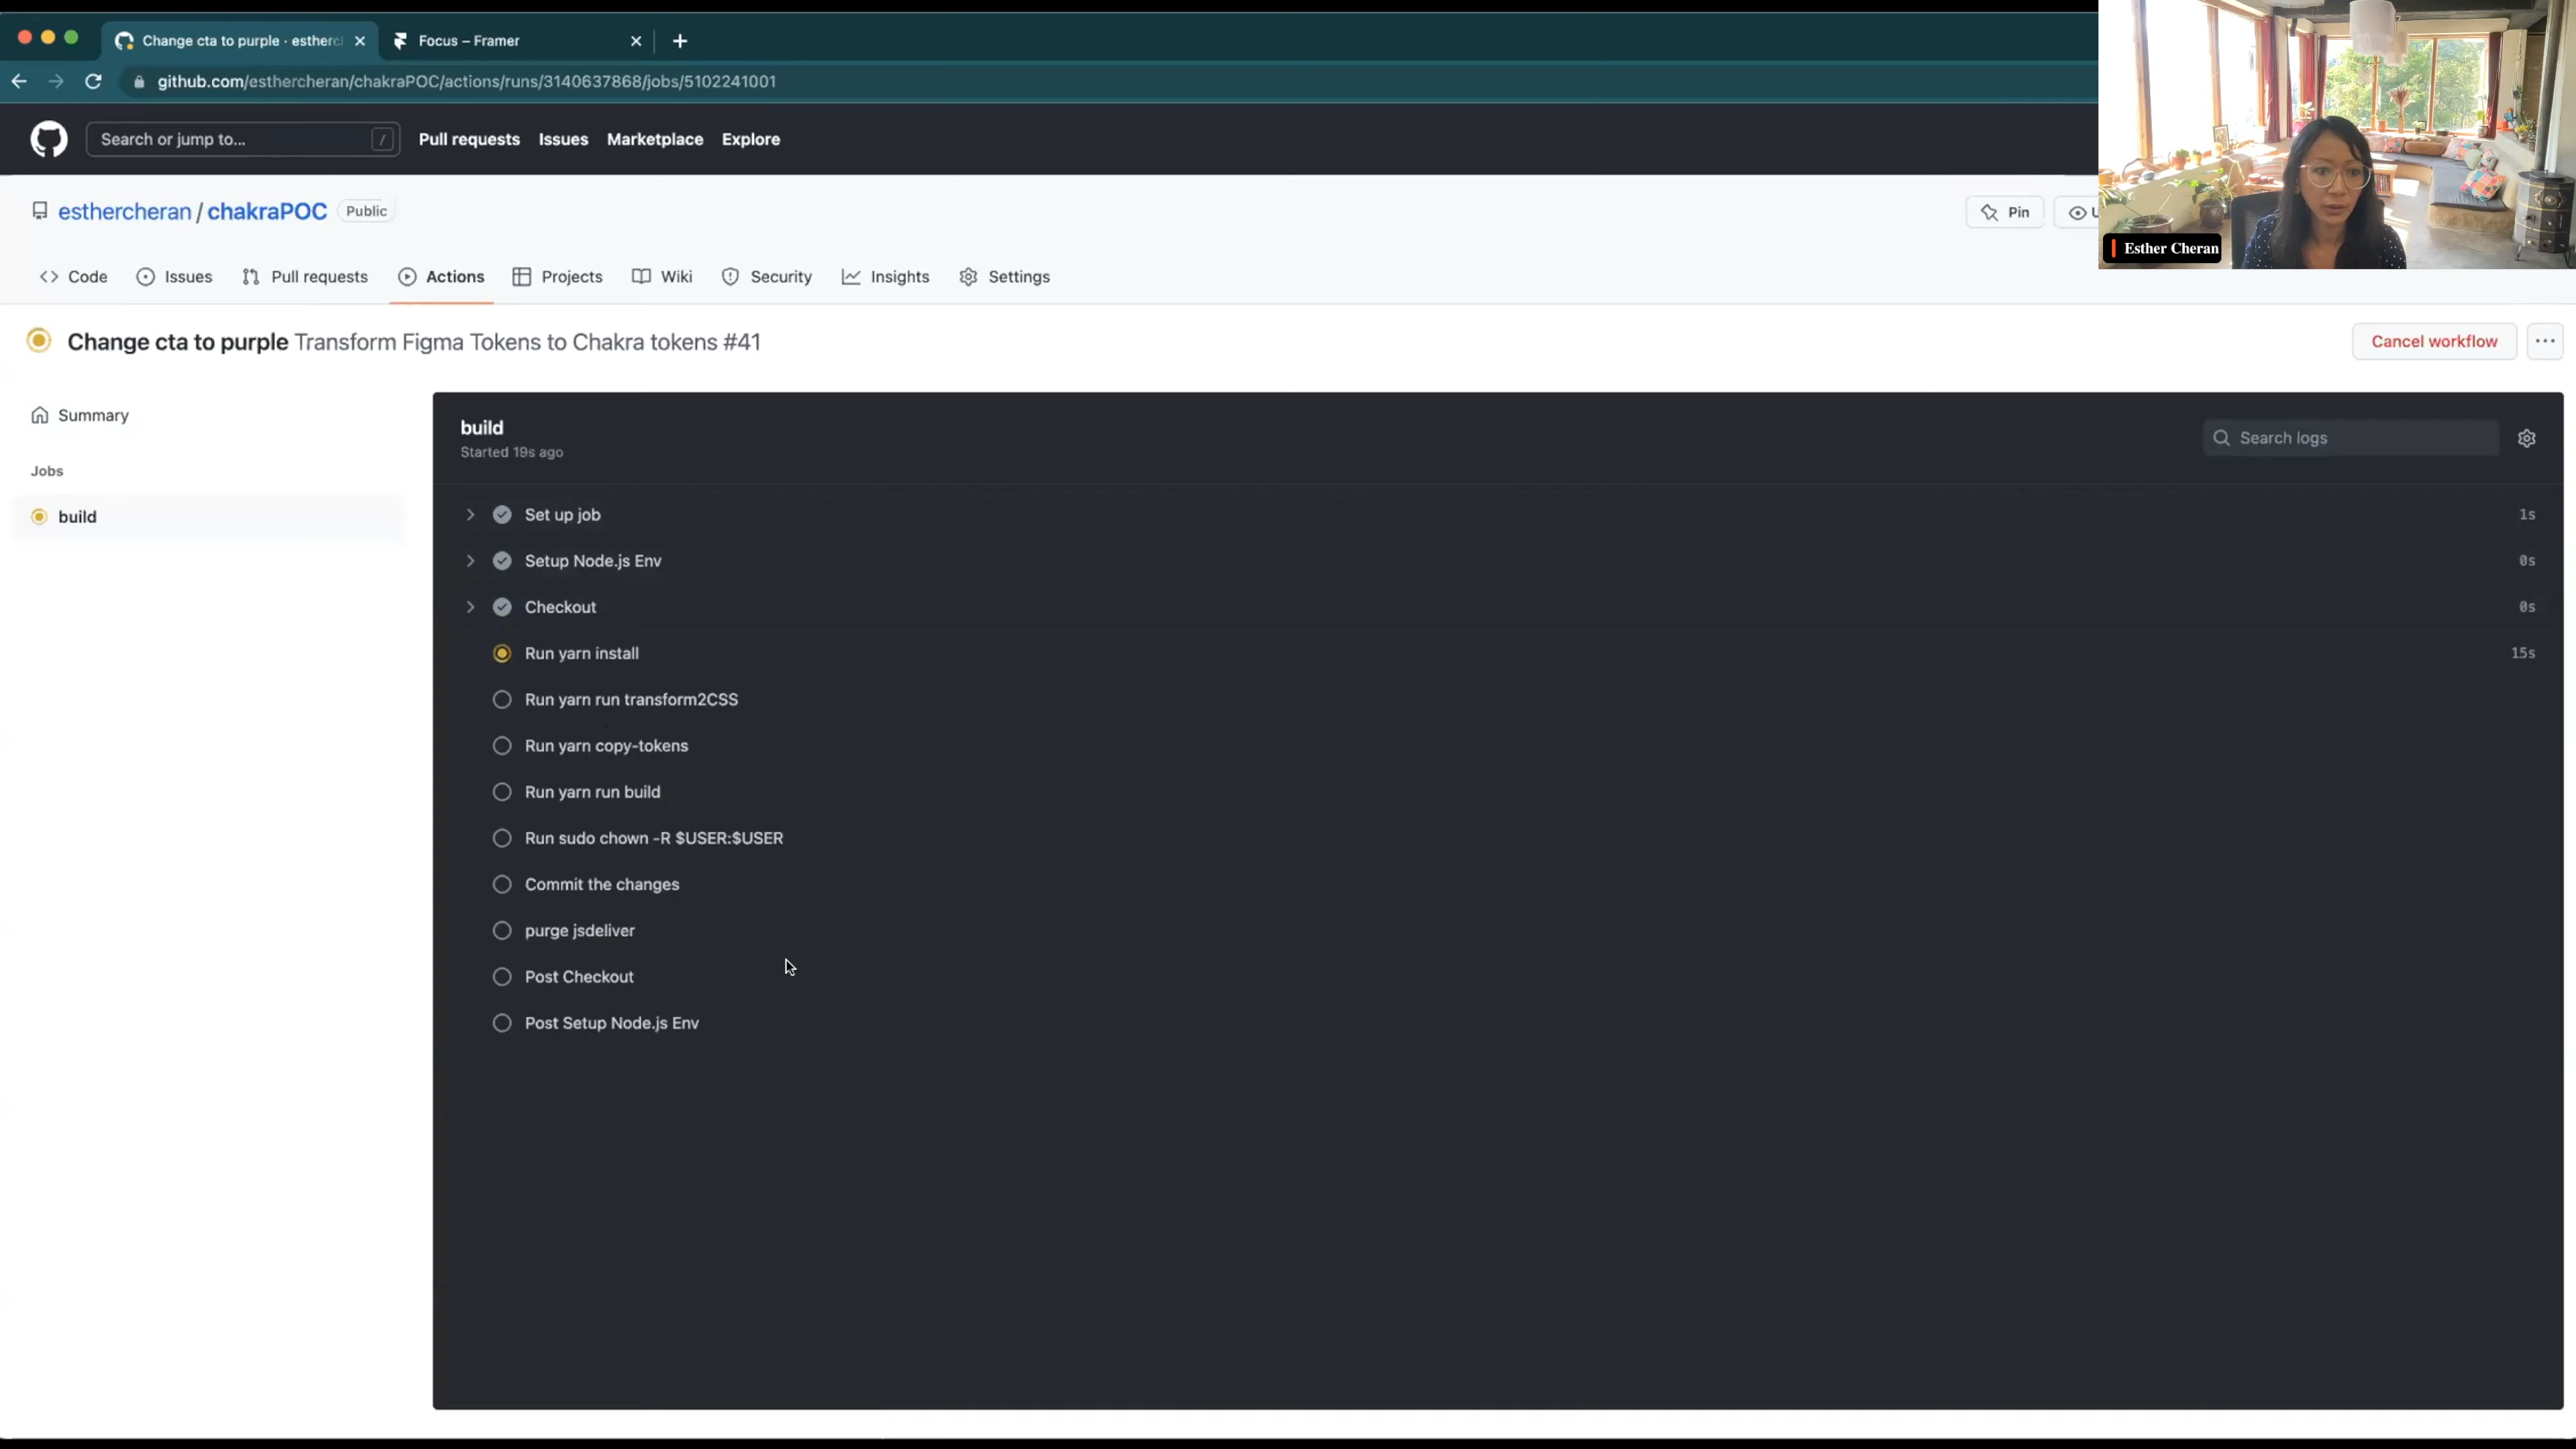 Change cta to purple · estherc
Focus – Framer
github.com/esthercheran/chakraPOC/actions/runs/3140637868/jobs/5102241001
Search or jump to... /
Pull requests Issues Marketplace Explore
esthercheran / chakraPOC Public
Pin
U
Esther Cheran
Code Issues Pull requests Actions Projects Wiki Security Insights Settings
Change cta to purple Transform Figma Tokens to Chakra tokens #41
Cancel workflow
Summary
Jobs
build
build
Started 19s ago
Search logs
Set up job 1s
Setup Node.js Env 0s
Checkout 0s
Run yarn install 15s
Run yarn run transform2CSS
Run yarn copy-tokens
Run yarn run build
Run sudo chown -R $USER:$USER
Commit the changes
purge jsdeliver
Post Checkout
Post Setup Node.js Env